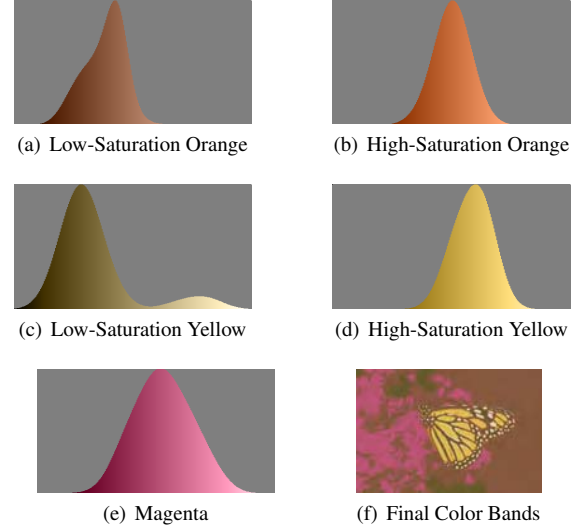 (a) Low-Saturation Orange
(b) High-Saturation Orange
(c) Low-Saturation Yellow
(d) High-Saturation Yellow
(e) Magenta
(f) Final Color Bands